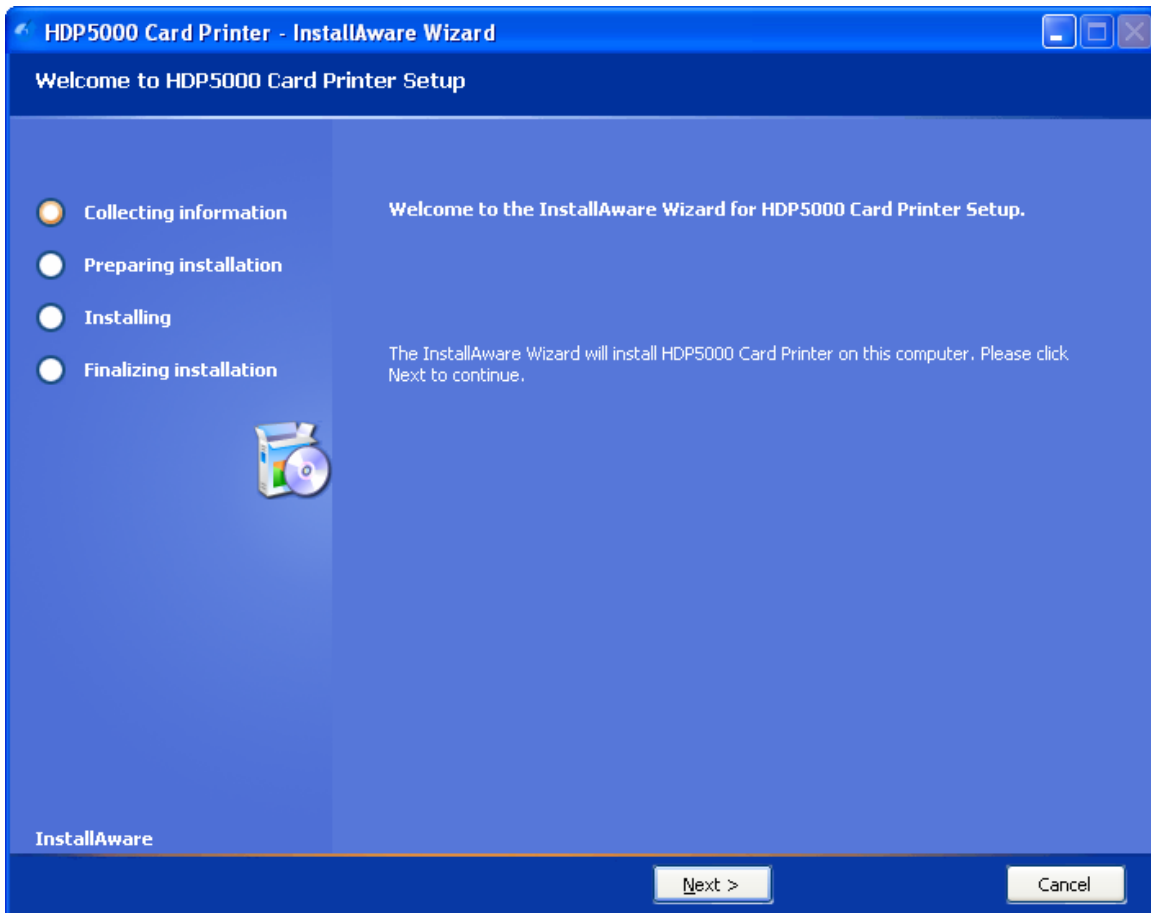 HDP5000 Card Printer - InstallAware Wizard
Welcome to HDP5000 Card Printer Setup
Collecting information
Preparing installation
Installing
Finalizing installation
Welcome to the InstallAware Wizard for HDP5000 Card Printer Setup.
The InstallAware Wizard will install HDP5000 Card Printer on this computer. Please click
Next to continue.
InstallAware
Next >
Cancel